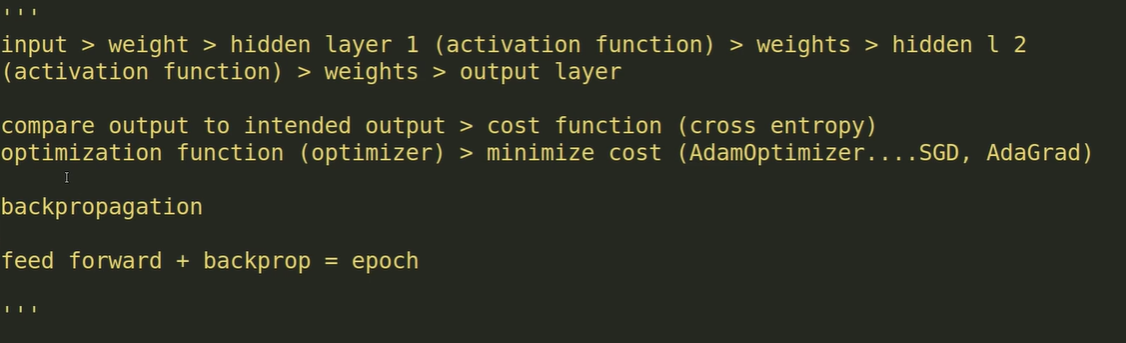 '''
input > weight > hidden layer 1 (activation function) > weights > hidden l 2
(activation function) > weights > output layer
compare output to intended output > cost function (cross entropy)
optimization function (optimizer) > minimize cost (AdamOptimizer....SGD, AdaGrad)
backpropagation
feed forward + backprop = epoch
'''